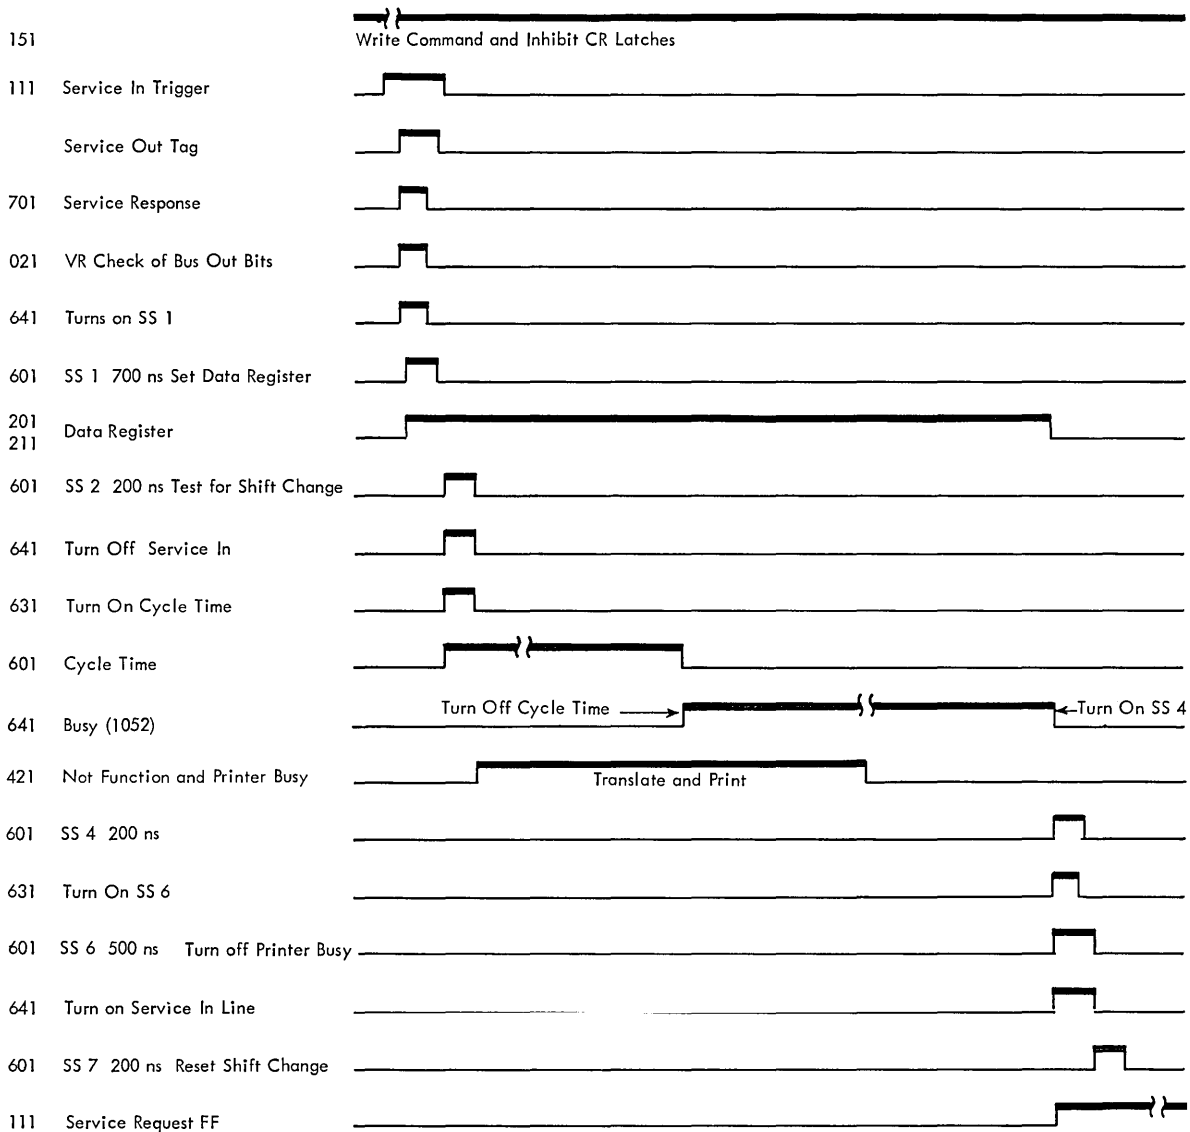 151 Write Command and Inhibit CR Latches
111 Service In Trigger
Service Out Tag
701 Service Response
021 VR Check of Bus Out Bits
641 Turns on SS 1
601 SS 1 700 ns Set Data Register
201
211 Data Register
601 SS 2 200 ns Test for Shift Change
641 Turn Off Service In
631 Turn On Cycle Time
601 Cycle Time
641 Busy (1052) Turn Off Cycle Time Turn On SS 4
421 Not Function and Printer Busy Translate and Print
601 SS 4 200 ns
631 Turn On SS 6
601 SS 6 500 ns Turn off Printer Busy
641 Turn on Service In Line
601 SS 7 200 ns Reset Shift Change
111 Service Request FF